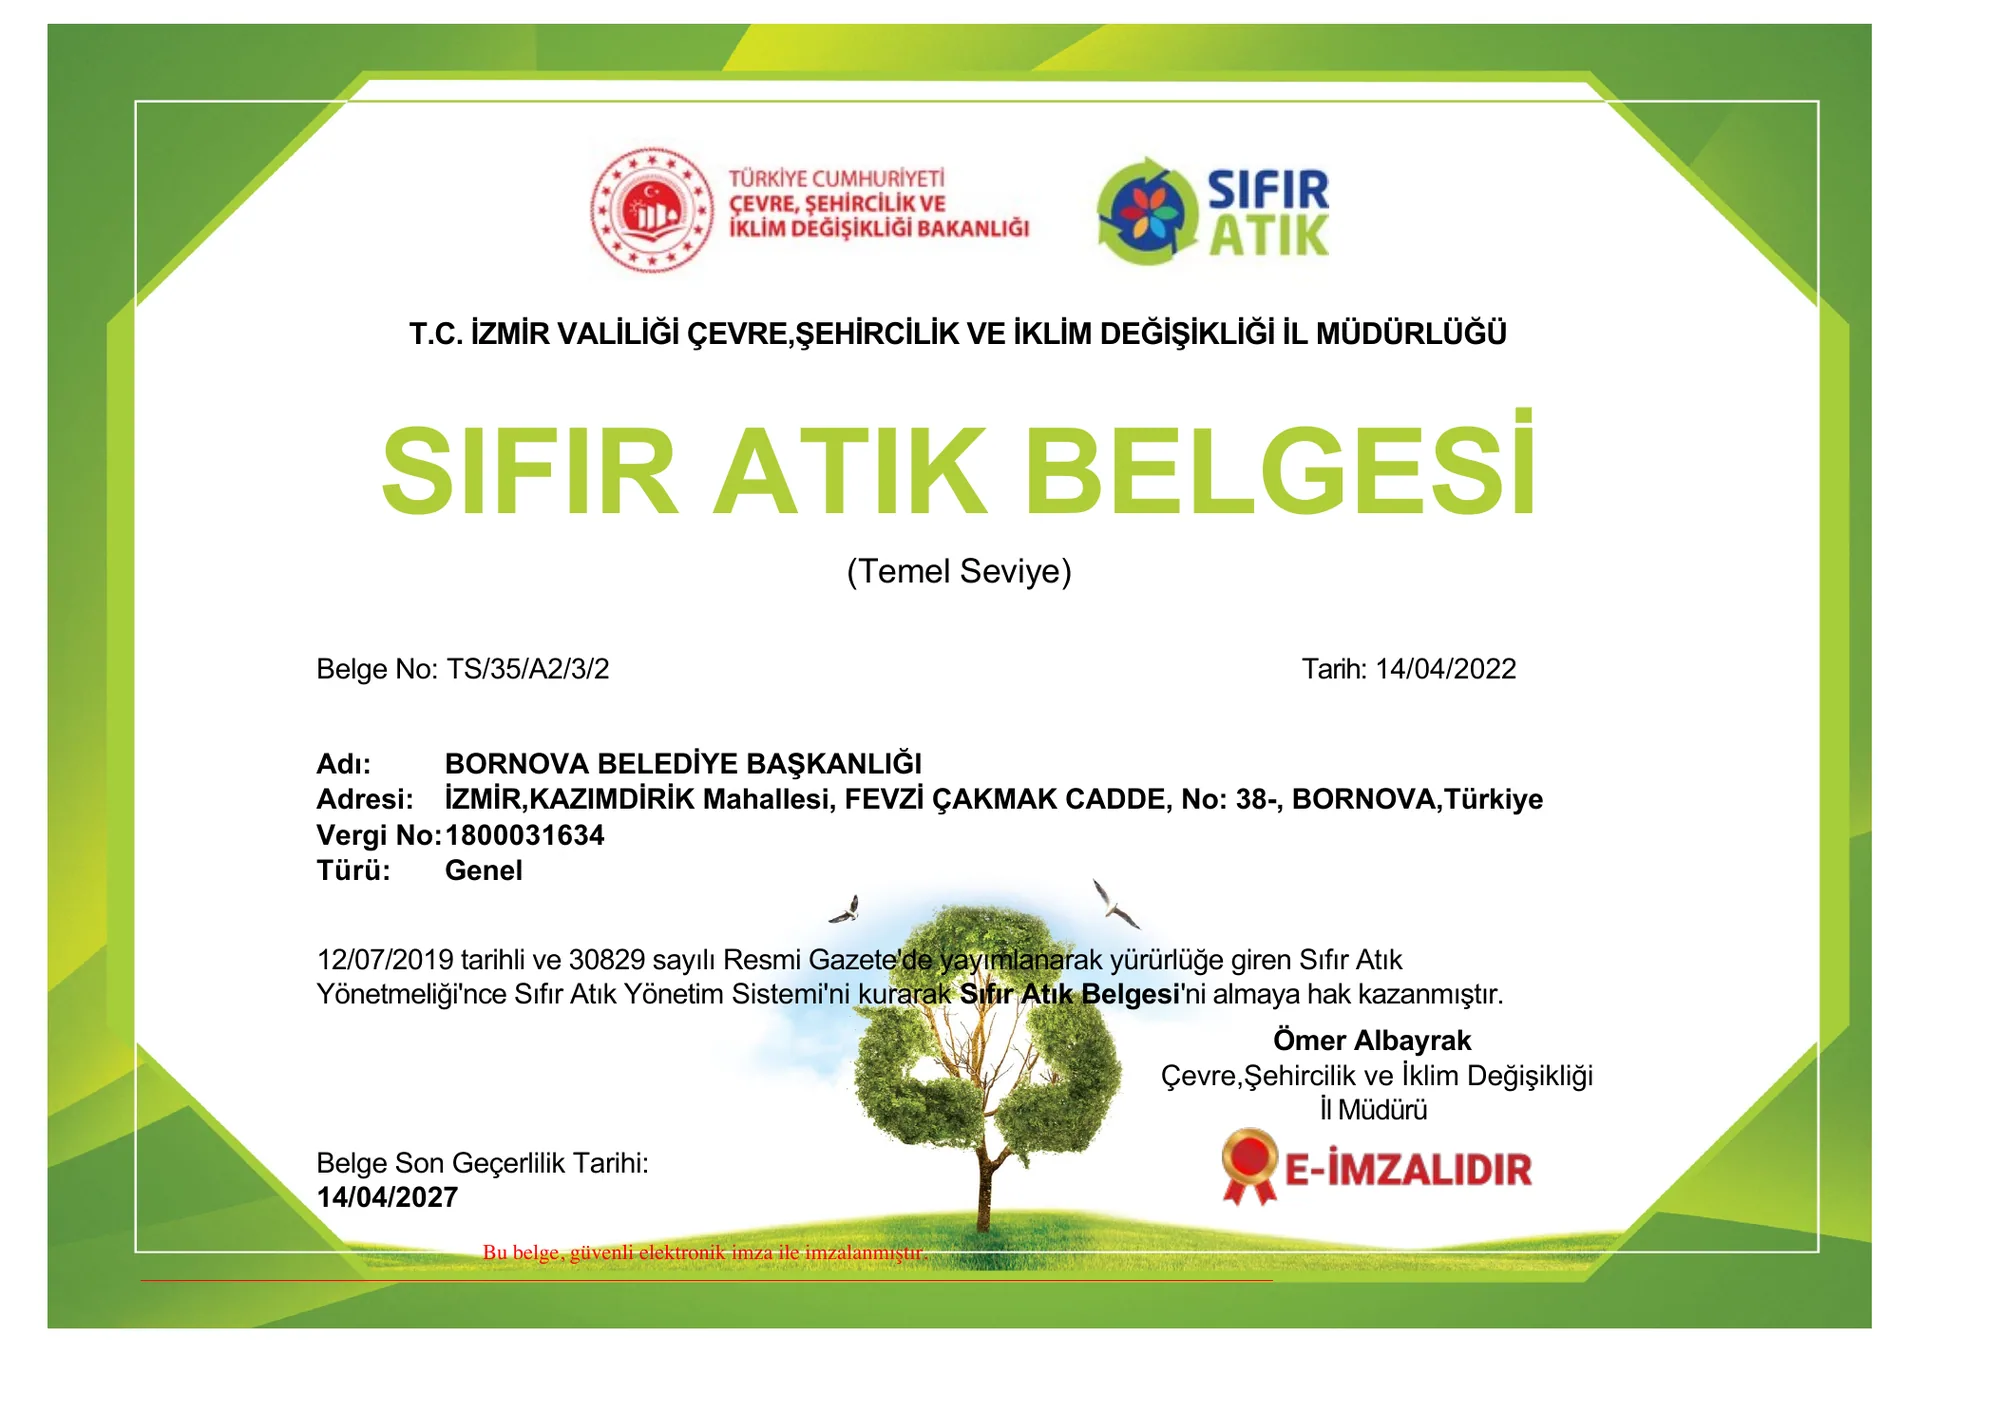 TÜRKİYE CUMHURİYETİ
ÇEVRE, ŞEHİRCİLİK VE
İKLİM DEĞİŞİKLİĞİ BAKANLIĞI
SIFIR
ATIK
T.C. İZMİR VALİLİĞİ ÇEVRE,ŞEHİRCİLİK VE İKLİM DEĞİŞİKLİĞİ İL MÜDÜRLÜĞÜ
SIFIR ATIK BELGESİ
(Temel Seviye)
Belge No: TS/35/A2/3/2 Tarih: 14/04/2022
Adı: BORNOVA BELEDİYE BAŞKANLIĞI
Adresi: İZMİR,KAZIMDİRİK Mahallesi, FEVZİ ÇAKMAK CADDE, No: 38-, BORNOVA,Türkiye
Vergi No: 1800031634
Türü: Genel
12/07/2019 tarihli ve 30829 sayılı Resmi Gazete'de yayımlanarak yürürlüğe giren Sıfır Atık
Yönetmeliği'nce Sıfır Atık Yönetim Sistemi'ni kurarak Sıfır Atık Belgesi'ni almaya hak kazanmıştır.
Ömer Albayrak
Çevre,Şehircilik ve İklim Değişikliği
İl Müdürü
E-İMZALIDIR
Belge Son Geçerlilik Tarihi:
14/04/2027
Bu belge, güvenli elektronik imza ile imzalanmıştır.